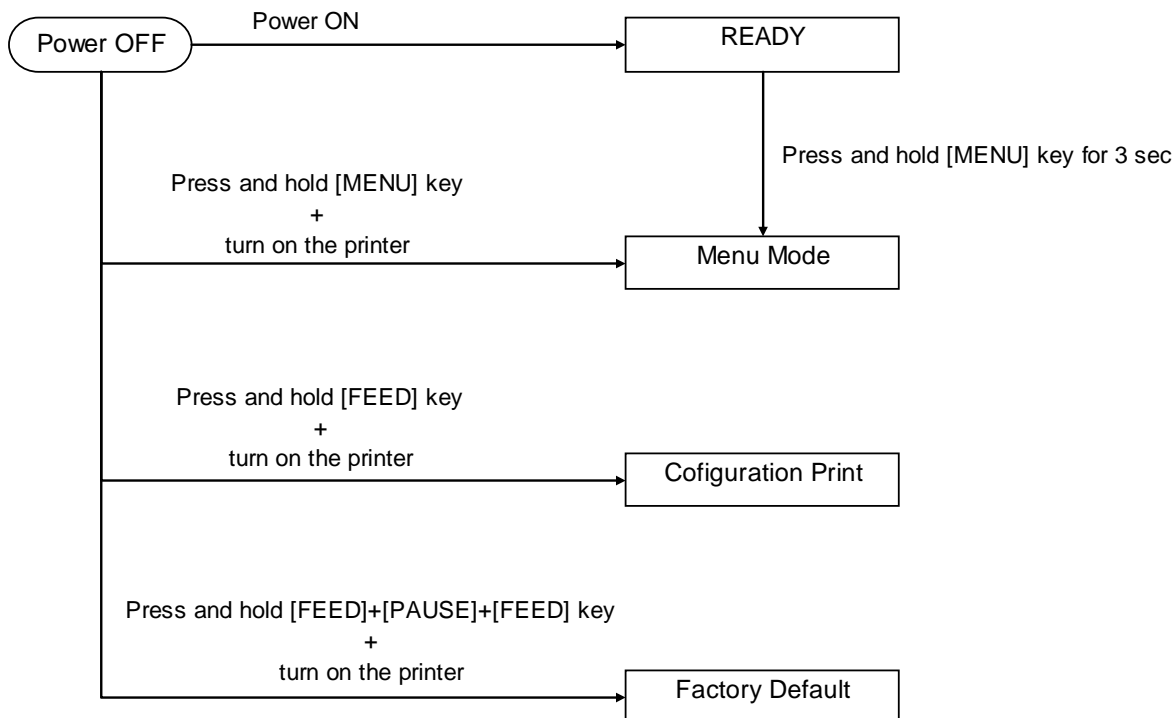 Power ON
Power OFF
READY
Press and hold [MENU] key for 3 sec
Press and hold [MENU] key
+
turn on the printer
Menu Mode
Press and hold [FEED] key
+
turn on the printer
Cofiguration Print
Press and hold [FEED]+[PAUSE]+[FEED] key
+
turn on the printer
Factory Default